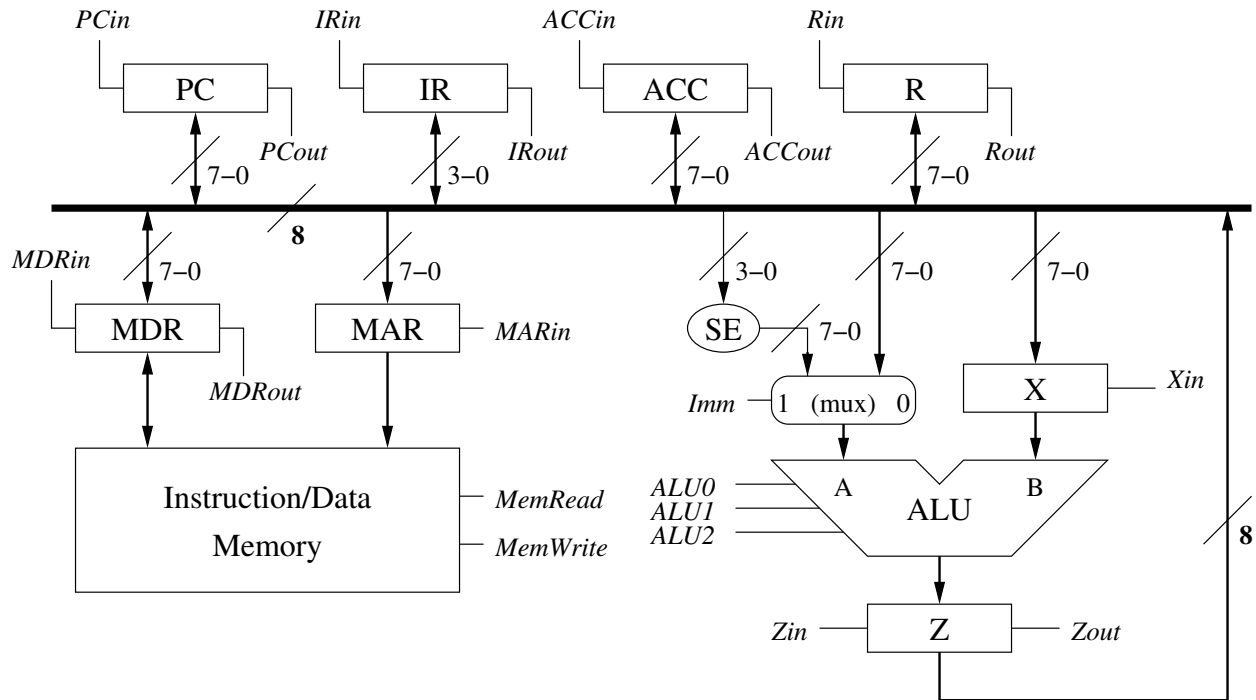 PCin
IRin
ACCin
Rin
PC
IR
ACC
R
PCout
IRout
ACCout
Rout
7–0
3–0
7–0
7–0
8
MDRin
7–0
7–0
3–0
7–0
7–0
MDR
MAR
MARin
SE
7–0
MDRout
Imm
1 (mux) 0
X
Xin
Instruction/Data
Memory
MemRead
MemWrite
ALU0
ALU1
ALU2
A
B
ALU
8
Zin
Z
Zout